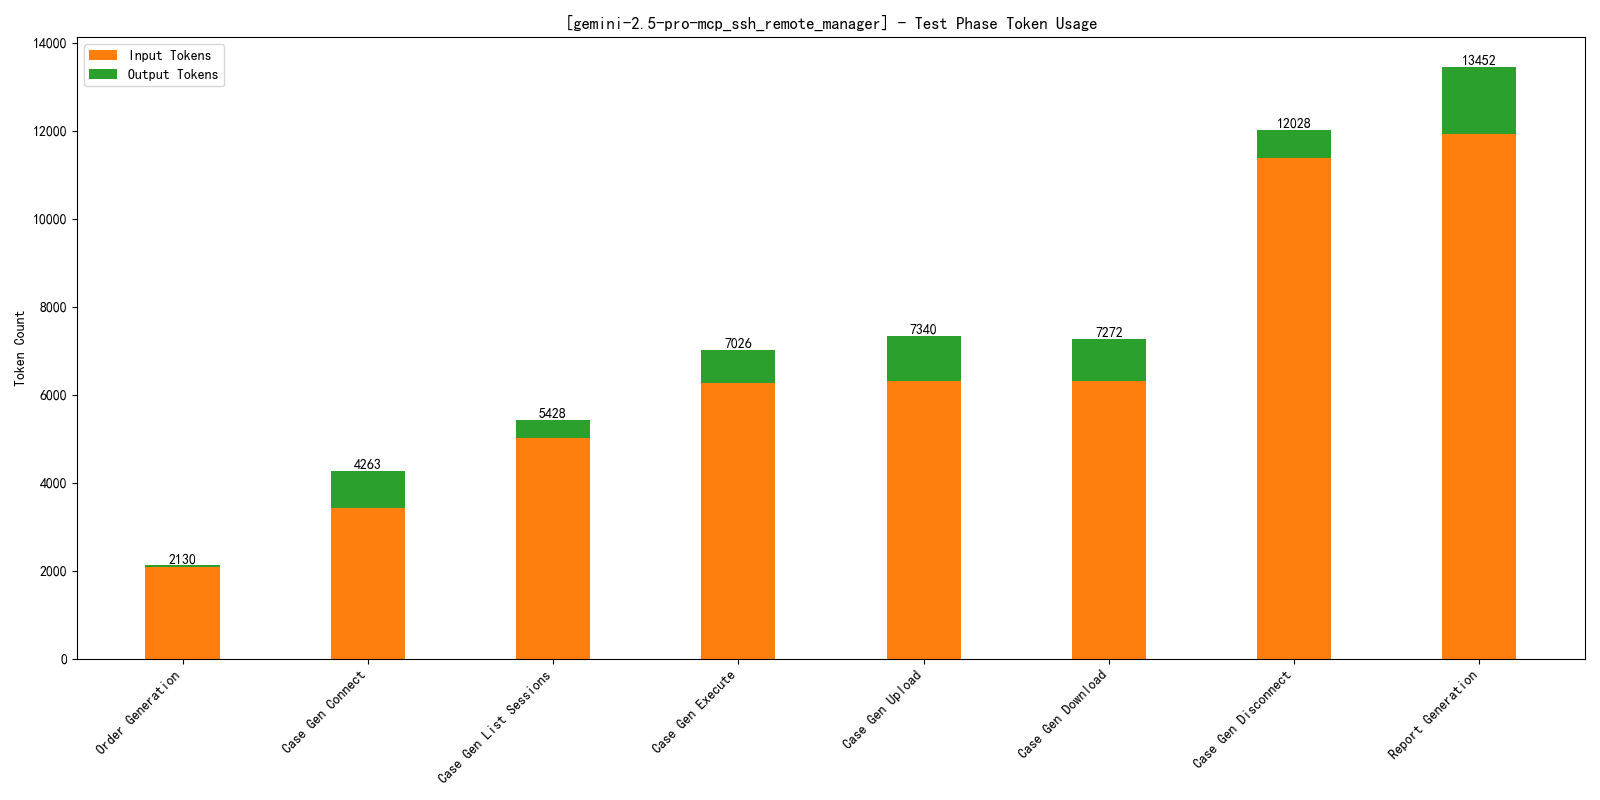 [gemini-2.5-pro-mcp_ssh_remote_manager] - Test Phase Token Usage
Input Tokens
Output Tokens
Token Count
14000
12000
10000
8000
6000
4000
2000
0
2130
4263
5428
7026
7340
7272
12028
13452
Order Generation
Case Gen Connect
Case Gen List Sessions
Case Gen Execute
Case Gen Upload
Case Gen Download
Case Gen Disconnect
Report Generation